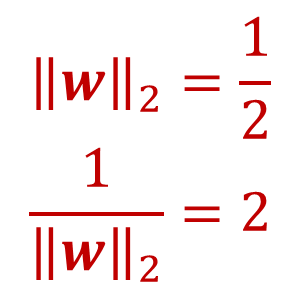 ‖w‖₂ = 1/2
1/‖w‖₂ = 2